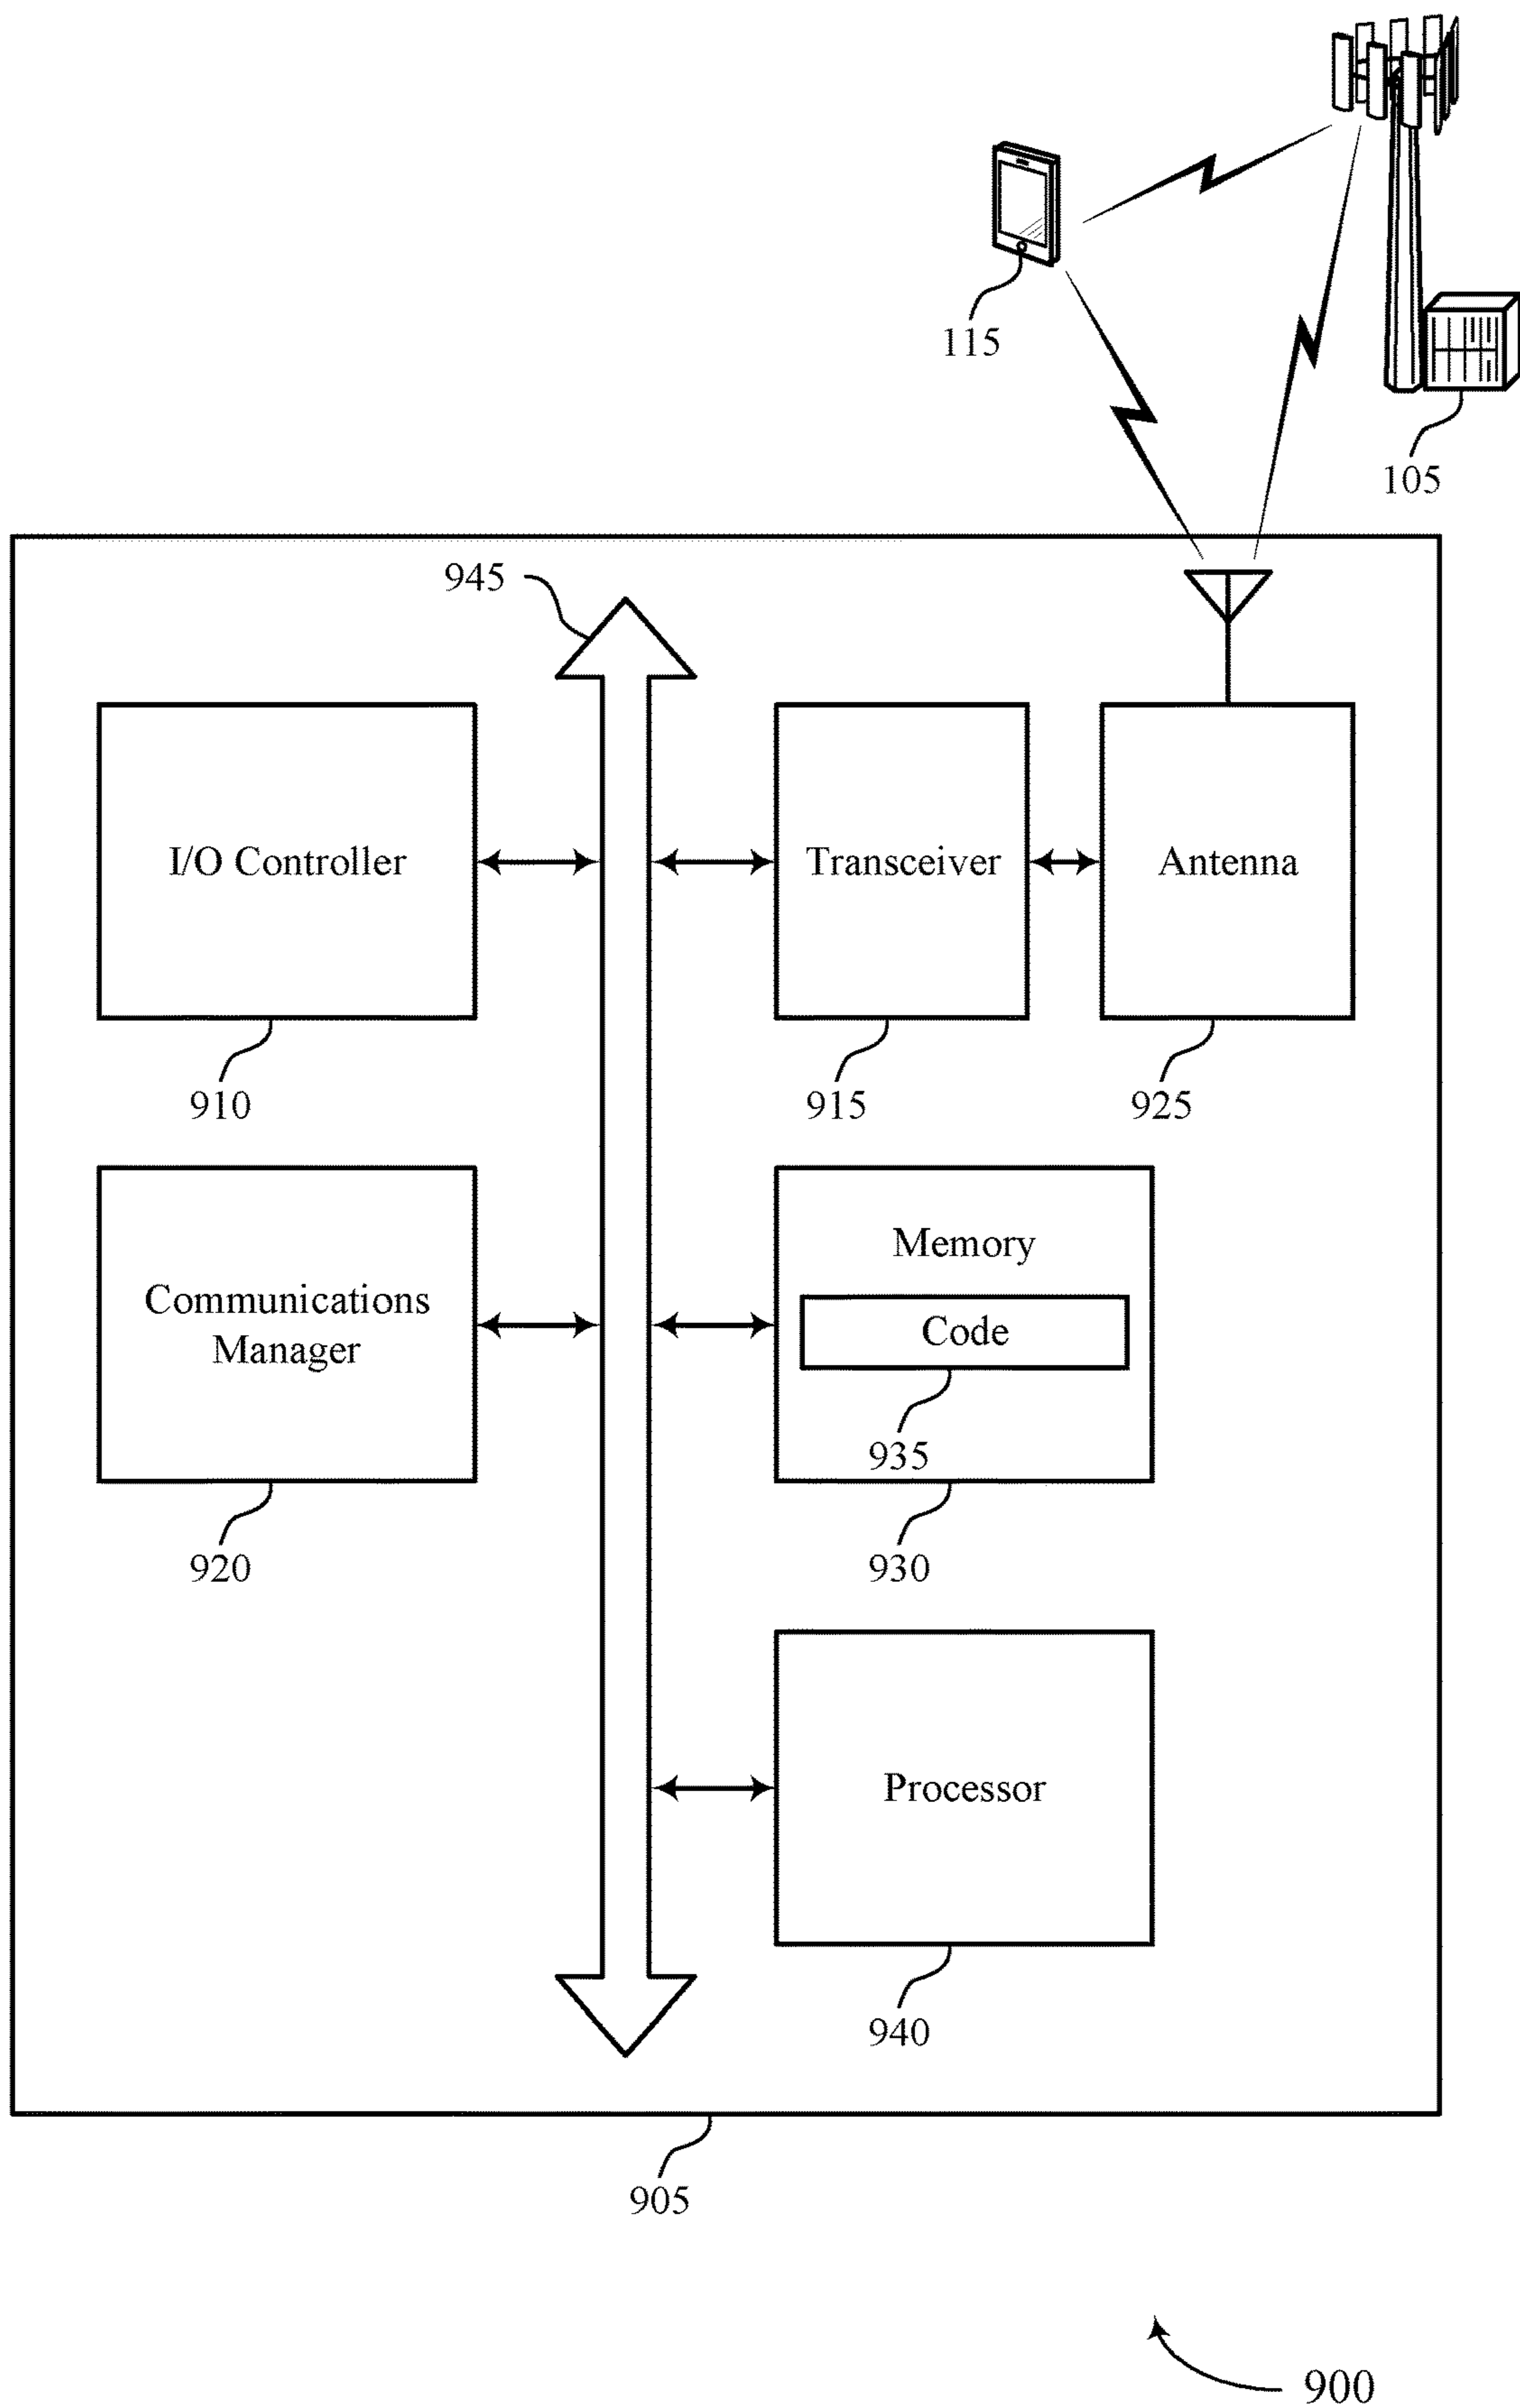 115
105
945
I/O Controller
Transceiver
Antenna
910
915
925
Communications
Manager
Memory
Code
935
920
930
Processor
940
905
900